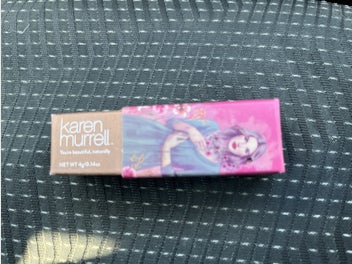 karen
murrell.
You're beautiful, naturally
NET WT 4g-0.14oz